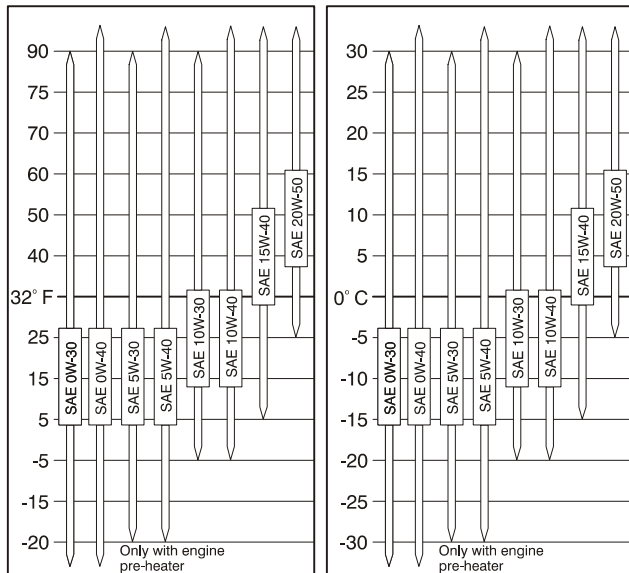 90
75
70
60
50
40
32° F
25
15
5
-5
-15
-20
SAE 0W-30
SAE 0W-40
SAE 5W-30
SAE 5W-40
SAE 10W-30
SAE 10W-40
SAE 15W-40
SAE 20W-50
Only with engine
pre-heater
30
25
20
15
10
5
0° C
-5
-10
-15
-20
-25
-30
SAE 0W-30
SAE 0W-40
SAE 5W-30
SAE 5W-40
SAE 10W-30
SAE 10W-40
SAE 15W-40
SAE 20W-50
Only with engine
pre-heater